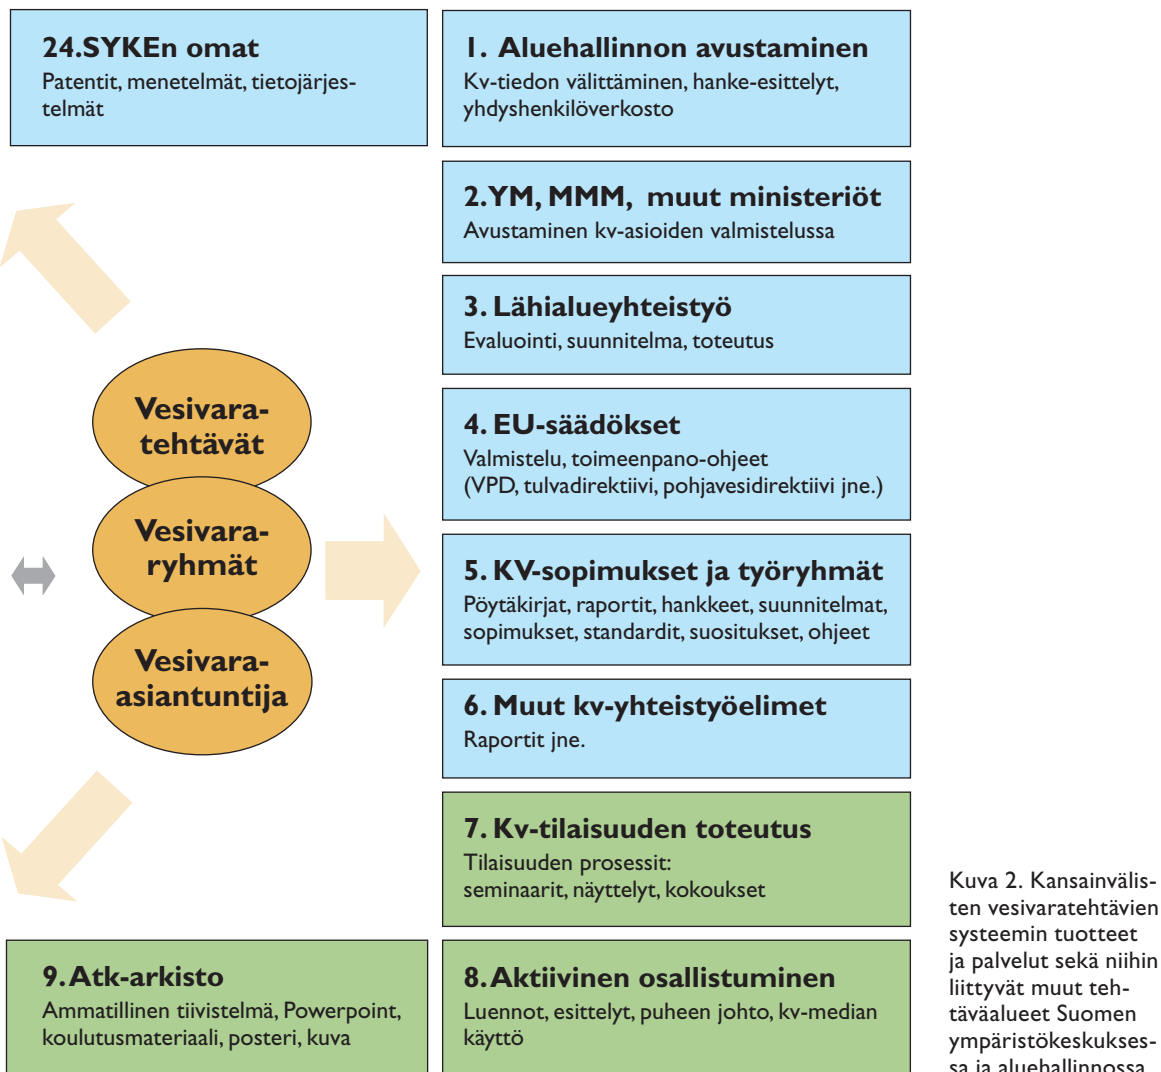 24.SYKEn omat
Patentit, menetelmät, tietojärjes-
telmät
1. Aluehallinnon avustaminen
Kv-tiedon välittäminen, hanke-esittelyt,
yhdyshenkilöverkosto
2.YM, MMM, muut ministeriöt
Avustaminen kv-asioiden valmistelussa
3. Lähialueyhteistyö
Evaluointi, suunnitelma, toteutus
4. EU-säädökset
Valmistelu, toimeenpano-ohjeet
(VPD, tulvadirektiivi, pohjavesidirektiivi jne.)
5. KV-sopimukset ja työryhmät
Pöytäkirjat, raportit, hankkeet, suunnitelmat,
sopimukset, standardit, suositukset, ohjeet
6. Muut kv-yhteistyöelimet
Raportit jne.
7. Kv-tilaisuuden toteutus
Tilaisuuden prosessit:
seminaarit, näyttelyt, kokoukset
8. Aktiivinen osallistuminen
Luennot, esittelyt, puheen johto, kv-median
käyttö
9. Atk-arkisto
Ammatillinen tiivistelmä, Powerpoint,
koulutusmateriaali, posteri, kuva
Vesivara-
tehtävät
Vesivara-
ryhmät
Vesivara-
asiantuntija
Kuva 2. Kansainvälis-
ten vesivaratehtävien
systeemin tuotteet
ja palvelut sekä niihin
liittyvät muut teh-
täväalueet Suomen
ympäristökeskukses-
sa ja aluehallinnossa